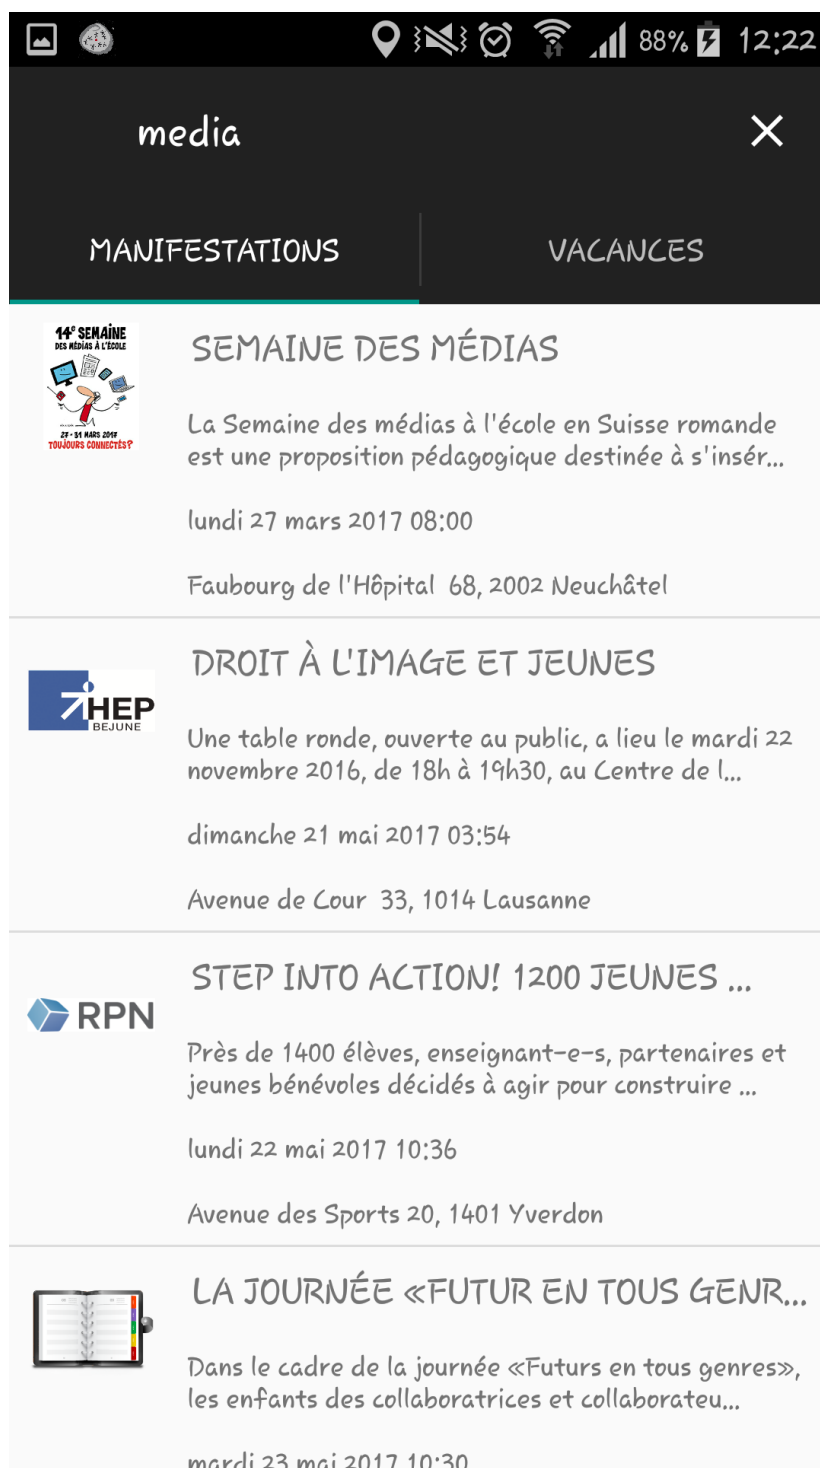 88% 12:22
media
MANIFESTATIONS VACANCES
14e SEMAINE
DES MÉDIAS À L'ÉCOLE
27 - 31 MARS 2017
TOUJOURS CONNECTÉS?
SEMAINE DES MÉDIAS
La Semaine des médias à l'école en Suisse romande
est une proposition pédagogique destinée à s'insér...
lundi 27 mars 2017 08:00
Faubourg de l'Hôpital 68, 2002 Neuchâtel
HEP
BEJUNE
DROIT À L'IMAGE ET JEUNES
Une table ronde, ouverte au public, a lieu le mardi 22
novembre 2016, de 18h à 19h30, au Centre de l...
dimanche 21 mai 2017 03:54
Avenue de Cour 33, 1014 Lausanne
RPN
STEP INTO ACTION! 1200 JEUNES ...
Près de 1400 élèves, enseignant-e-s, partenaires et
jeunes bénévoles décidés à agir pour construire ...
lundi 22 mai 2017 10:36
Avenue des Sports 20, 1401 Yverdon
LA JOURNÉE «FUTUR EN TOUS GENR...
Dans le cadre de la journée «Futurs en tous genres»,
les enfants des collaboratrices et collaborateu...
mardi 23 mai 2017 10:30